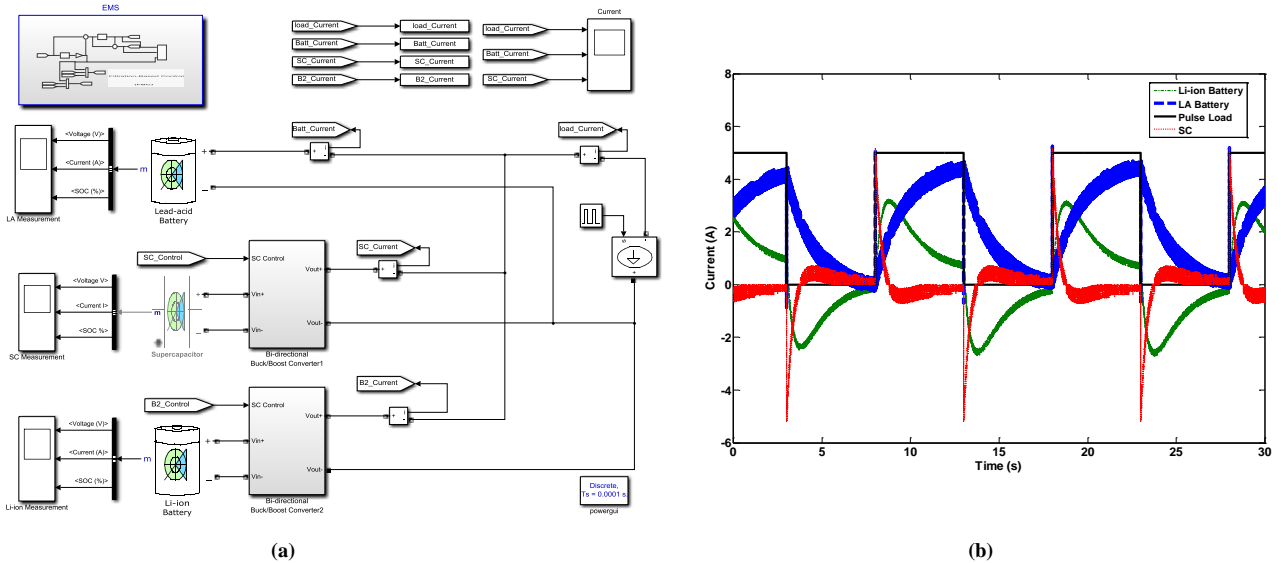 EMS
load_Current
load_Current
Batt_Current
Batt_Current
SC_Current
SC_Current
B2_Current
B2_Current
Current
load_Current
Batt_Current
SC_Current
<Voltage (V)>
<Current (A)>
<SOC (%)>
LA Measurement
m
+
_
Lead-acid
Battery
Batt_Current
+
i
-
load_Current
+
i
-
SC_Control
<Voltage V>
<Current I>
<SOC %>
SC Measurement
m
+
_
Supercapacitor
SC Control
Vin+
Vin-
Vout+
Vout-
Bi-directional
Buck/Boost Converter1
SC_Current
+
i
-
s
-
+
B2_Control
<Voltage (V)>
<Current (A)>
<SOC (%)>
Li-ion Measurement
m
+
_
Li-ion
Battery
SC Control
Vin+
Vin-
Vout+
Vout-
Bi-directional
Buck/Boost Converter2
B2_Current
+
i
-
Discrete,
Ts = 0.0001 s.
powergui
(a)
8
6
4
2
0
-2
-4
-6
Current (A)
0
5
10
15
20
25
30
Time (s)
Li-ion Battery
LA Battery
Pulse Load
SC
(b)